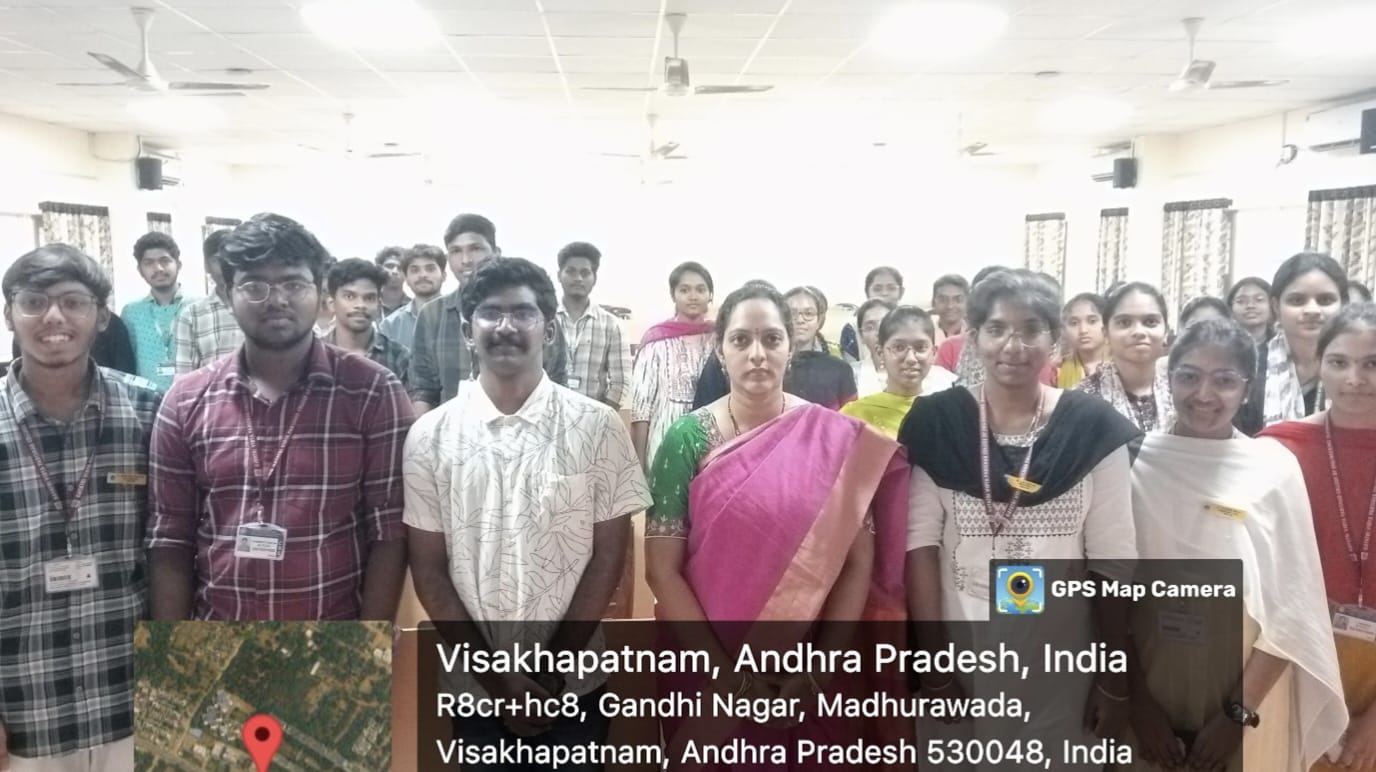 GPS Map Camera
Visakhapatnam, Andhra Pradesh, India
R8cr+hc8, Gandhi Nagar, Madhurawada,
Visakhapatnam, Andhra Pradesh 530048, India